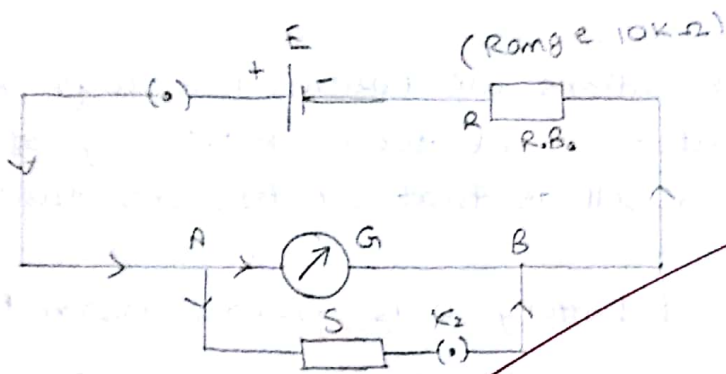 E
(Range 10KΩ)
+ -
R
R.B.
A G B
S K2